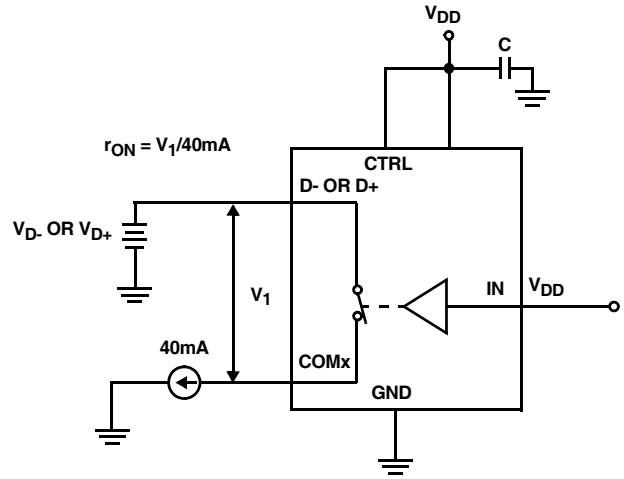 VDD
C
rON = V1/40mA
CTRL
D- OR D+
VD- OR VD+
V1
IN
VDD
40mA
COMx
GND